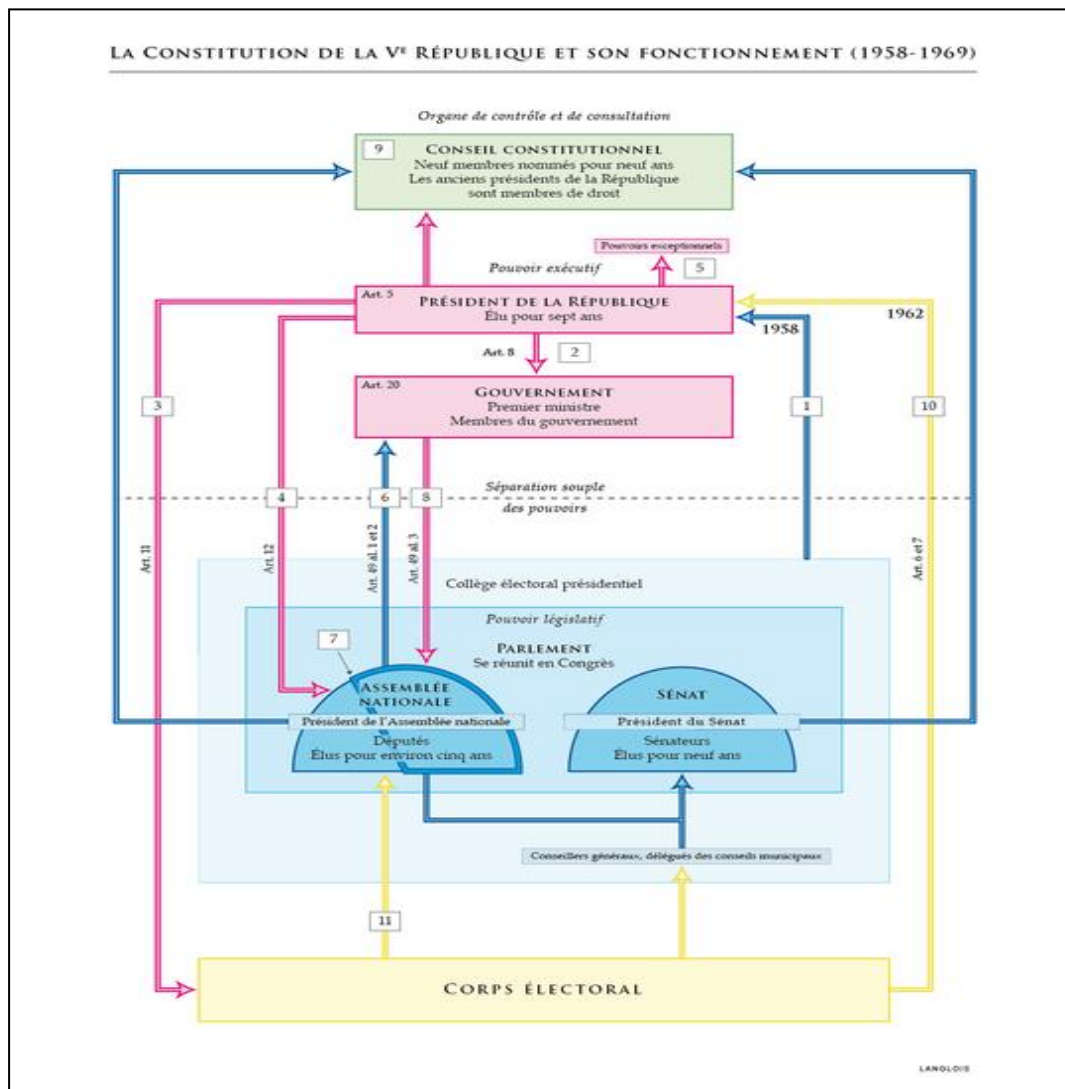 LA CONSTITUTION DE LA VE RÉPUBLIQUE ET SON FONCTIONNEMENT (1958-1969)
Organe de contrôle et de consultation
9
CONSEIL CONSTITUTIONNEL
Neuf membres nommés pour neuf ans
Les anciens présidents de la République
sont membres de droit
Pouvoirs exceptionnels
Pouvoir exécutif
5
Art. 5
PRÉSIDENT DE LA RÉPUBLIQUE
Élu pour sept ans
1962
1958
Art. 8
2
Art. 20
GOUVERNEMENT
Premier ministre
Membres du gouvernement
3
1
10
Séparation souple
des pouvoirs
4
6
8
Art. 11
Art. 12
Art. 49 al. 1 et 2
Art. 49 al. 3
Art. 6 et 7
Collège électoral présidentiel
Pouvoir législatif
7
PARLEMENT
Se réunit en Congrès
ASSEMBLÉE
NATIONALE
Président de l'Assemblée nationale
Députés
Élus pour environ cinq ans
SÉNAT
Président du Sénat
Sénateurs
Élus pour neuf ans
Conseillers généraux, délégués des conseils municipaux
11
CORPS ÉLECTORAL
LANGLOIS